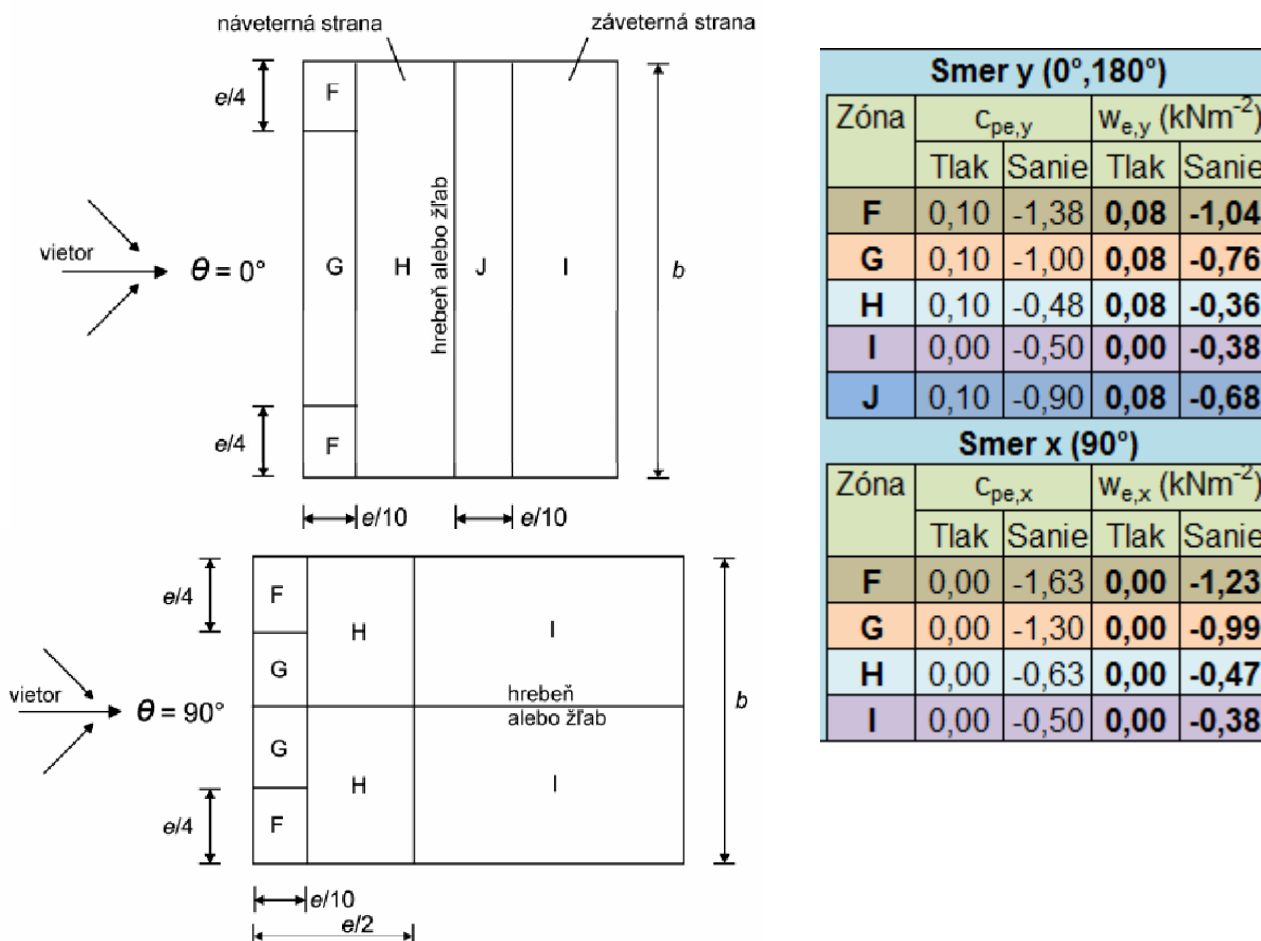 náveterná strana
záveterná strana
e/4
F
vietor
θ = 0°
G
H
hrebeň alebo žľab
J
I
b
e/4
F
e/10
e/10
e/4
F
H
I
G
vietor
θ = 90°
hrebeň
alebo žľab
b
G
H
I
e/4
F
e/10
e/2
Smer y (0°,180°)
Zóna cpe,y we,y (kNm-2)
Tlak Sanie Tlak Sanie
F 0,10 -1,38 0,08 -1,04
G 0,10 -1,00 0,08 -0,76
H 0,10 -0,48 0,08 -0,36
I 0,00 -0,50 0,00 -0,38
J 0,10 -0,90 0,08 -0,68
Smer x (90°)
Zóna cpe,x we,x (kNm-2)
Tlak Sanie Tlak Sanie
F 0,00 -1,63 0,00 -1,23
G 0,00 -1,30 0,00 -0,99
H 0,00 -0,63 0,00 -0,47
I 0,00 -0,50 0,00 -0,38